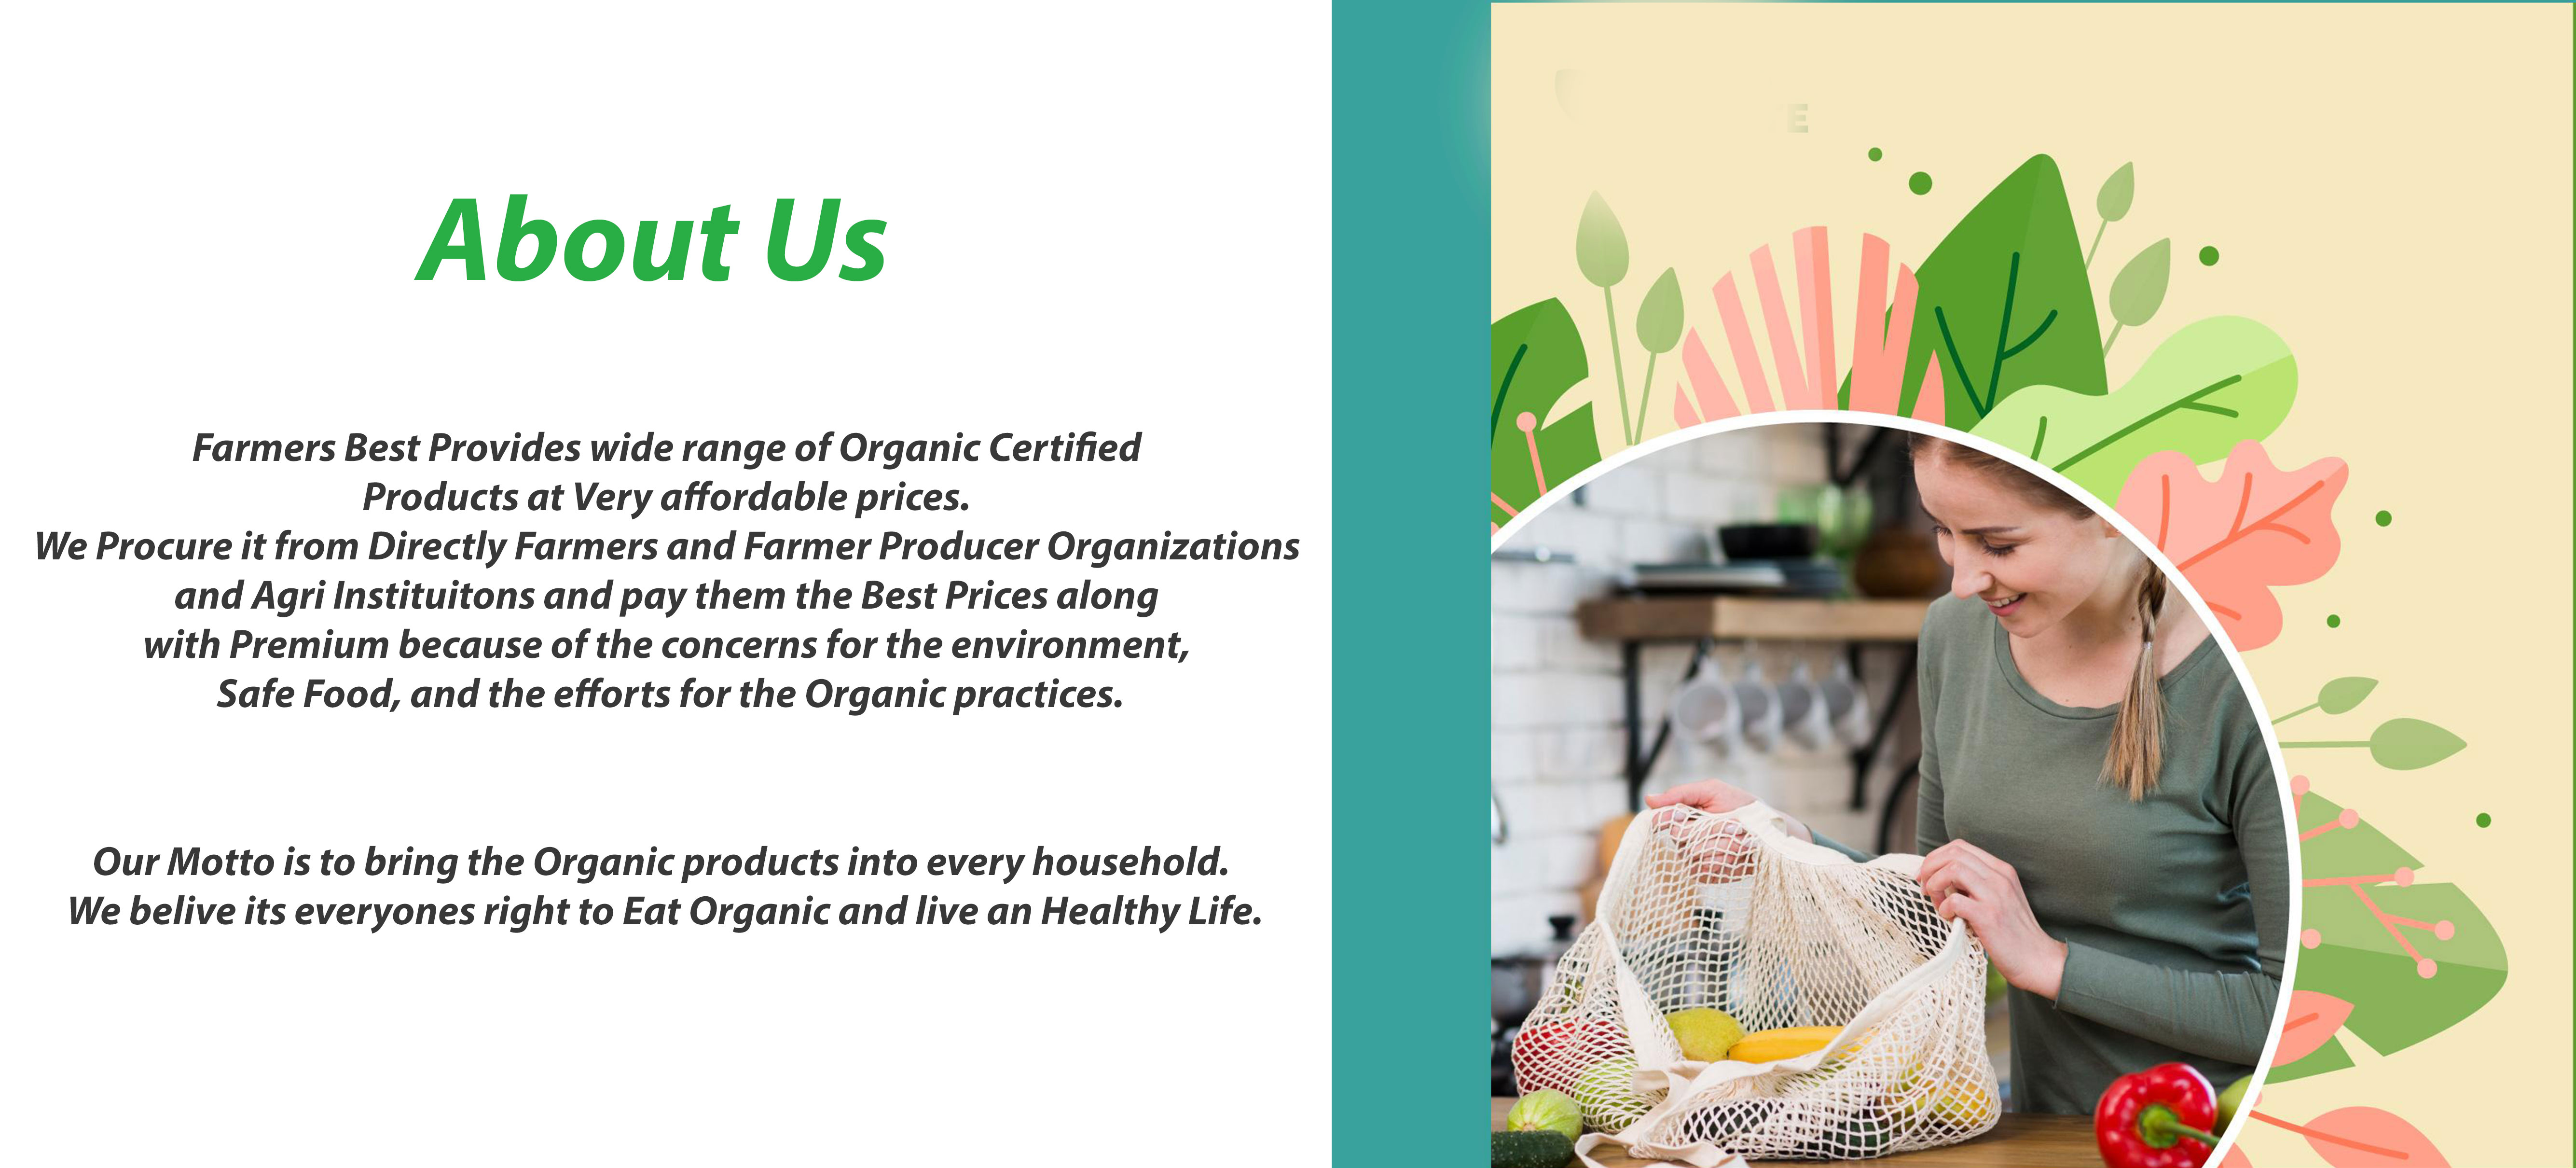 About Us
Farmers Best Provides wide range of Organic Certified
Products at Very affordable prices.
We Procure it from Directly Farmers and Farmer Producer Organizations
and Agri Instituitons and pay them the Best Prices along
with Premium because of the concerns for the environment,
Safe Food, and the efforts for the Organic practices.
Our Motto is to bring the Organic products into every household.
We belive its everyones right to Eat Organic and live an Healthy Life.
E